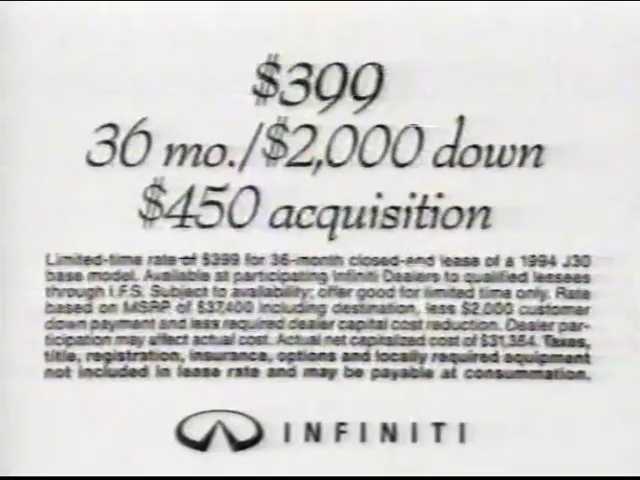 $399
36 mo./$2,000 down
$450 acquisition
Limited-time rate of $399 for 36-month closed-end lease of a 1994 J30
base model. Available at participating Infiniti Dealers to qualified lessees
through I.F.S. Subject to availability, offer good for limited time only. Rate
based on MSRP of $37,400 including destination, less $2,000 customer
down payment and less required dealer capital cost reduction. Dealer par-
ticipation may affect actual cost. Actual net capitalized cost of $31,364. Taxes,
title, registration, insurance, options and locally required equipment
not included in lease rate and may be payable at consummation.
INFINITI